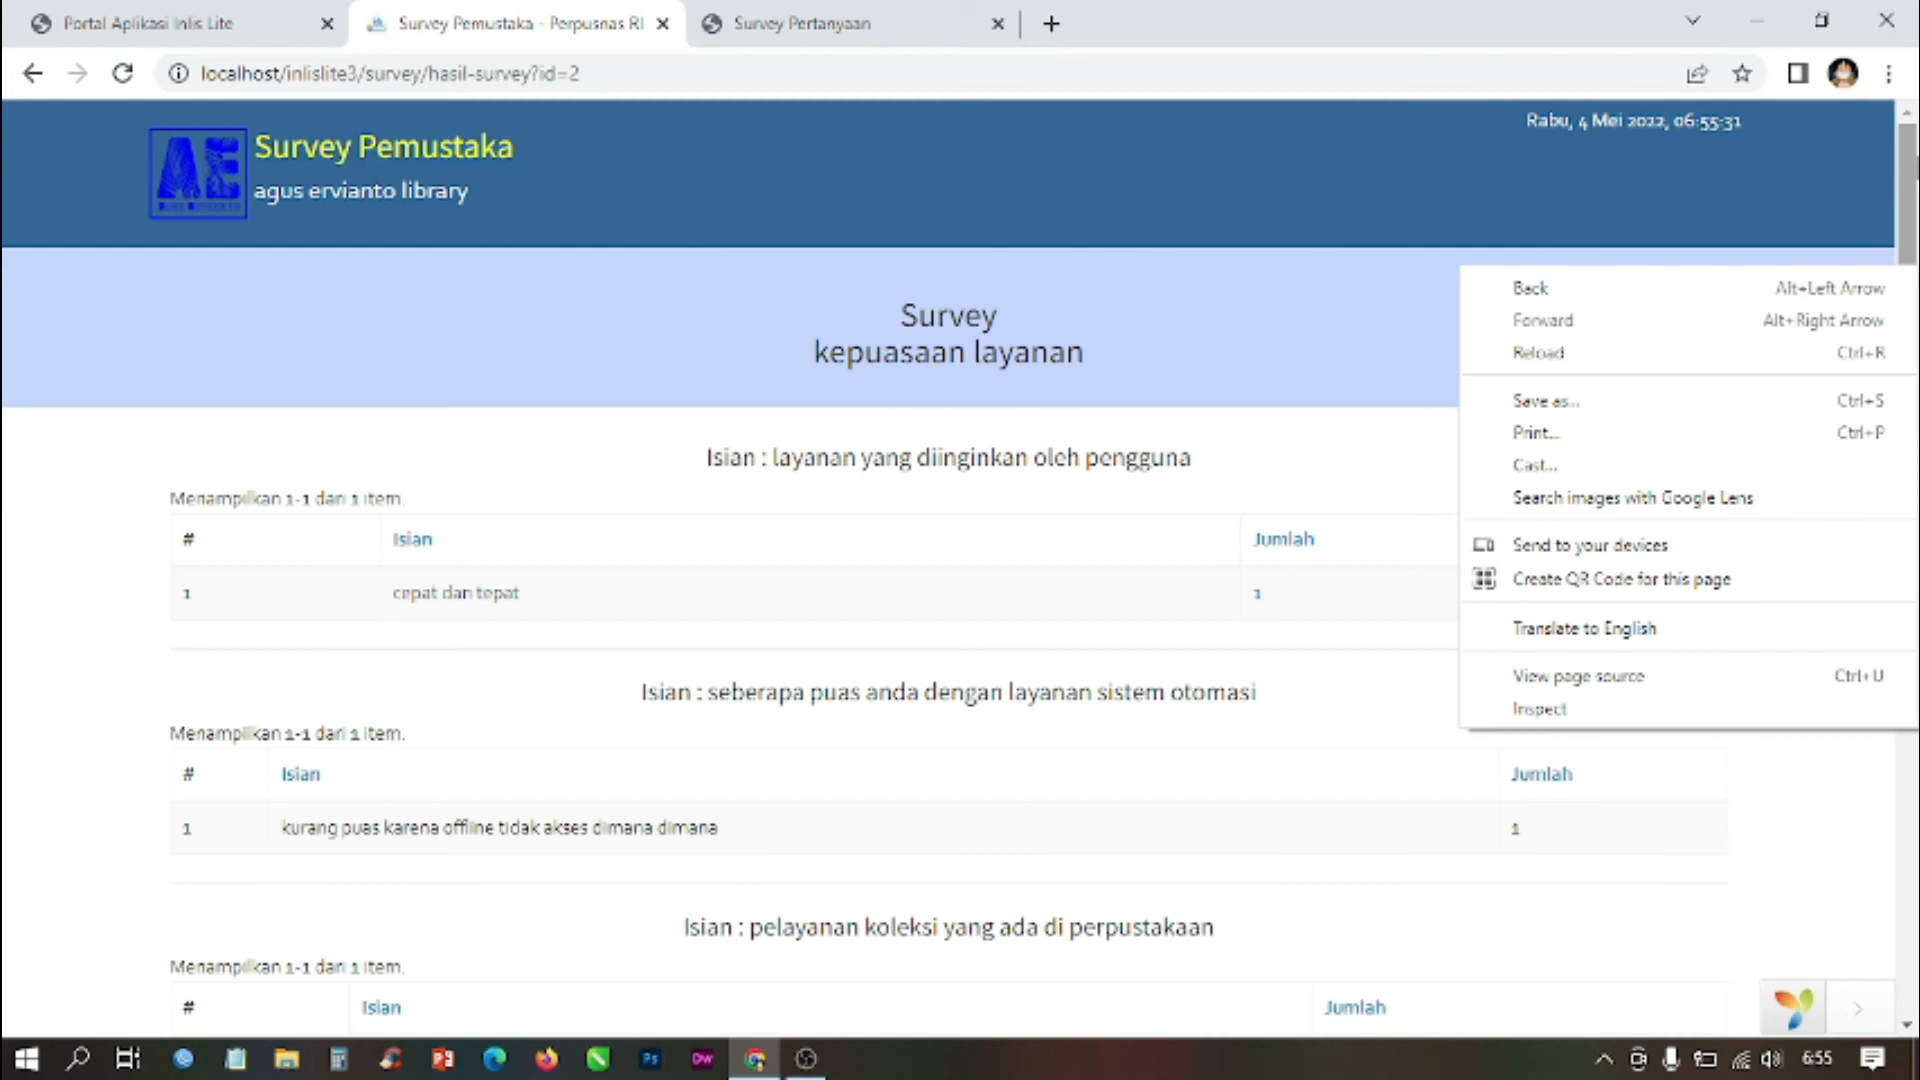 Portal Aplikasi Inlis Lite
Survey Pemustaka - Perpusnas RI
Survey Pertanyaan
localhost/inlislite3/survey/hasil-survey?id=2
Rabu, 4 Mei 2022, 06:55:31
AE
Survey Pemustaka
agus ervianto library
Survey
kepuasaan layanan
Back Alt+Left Arrow
Forward Alt+Right Arrow
Reload Ctrl+R
Save as... Ctrl+S
Print... Ctrl+P
Cast...
Search images with Google Lens
Send to your devices
Create QR Code for this page
Translate to English
View page source Ctrl+U
Inspect
Isian : layanan yang diinginkan oleh pengguna
Menampilkan 1-1 dari 1 item.
# Isian Jumlah
1 cepat dan tepat 1
Isian : seberapa puas anda dengan layanan sistem otomasi
Menampilkan 1-1 dari 1 item.
# Isian Jumlah
1 kurang puas karena offline tidak akses dimana dimana 1
Isian : pelayanan koleksi yang ada di perpustakaan
Menampilkan 1-1 dari 1 item.
# Isian Jumlah
Ps
Dw
6:55